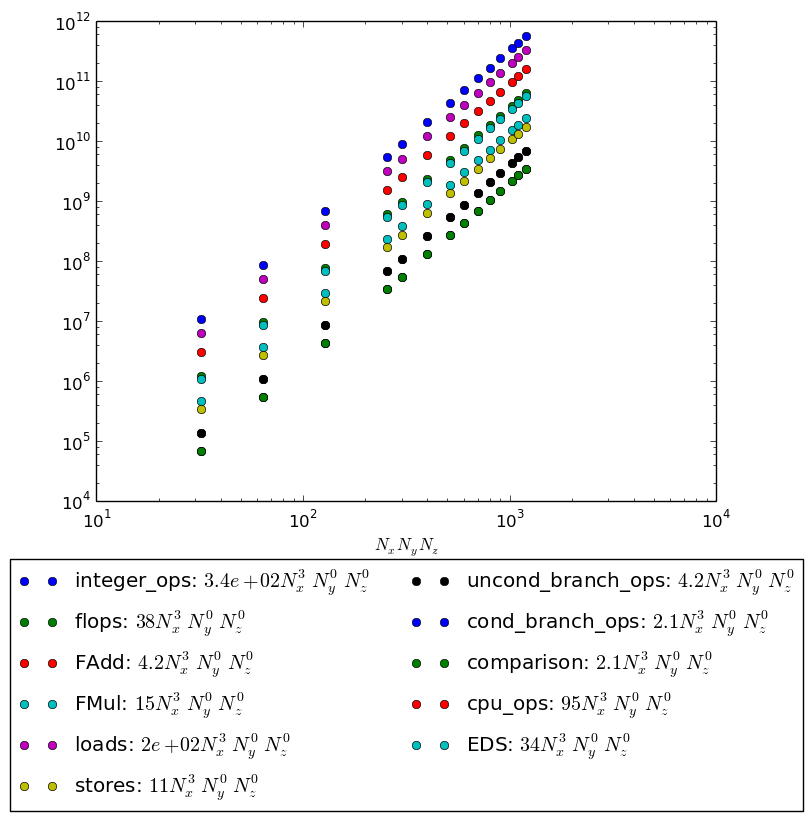 10^12
10^11
10^10
10^9
10^8
10^7
10^6
10^5
10^4
10^1 10^2 10^3 10^4
N_x N_y N_z
integer_ops: 3.4e+02N_x^3 N_y^0 N_z^0
flops: 38N_x^3 N_y^0 N_z^0
FAdd: 4.2N_x^3 N_y^0 N_z^0
FMul: 15N_x^3 N_y^0 N_z^0
loads: 2e+02N_x^3 N_y^0 N_z^0
stores: 11N_x^3 N_y^0 N_z^0
uncond_branch_ops: 4.2N_x^3 N_y^0 N_z^0
cond_branch_ops: 2.1N_x^3 N_y^0 N_z^0
comparison: 2.1N_x^3 N_y^0 N_z^0
cpu_ops: 95N_x^3 N_y^0 N_z^0
EDS: 34N_x^3 N_y^0 N_z^0